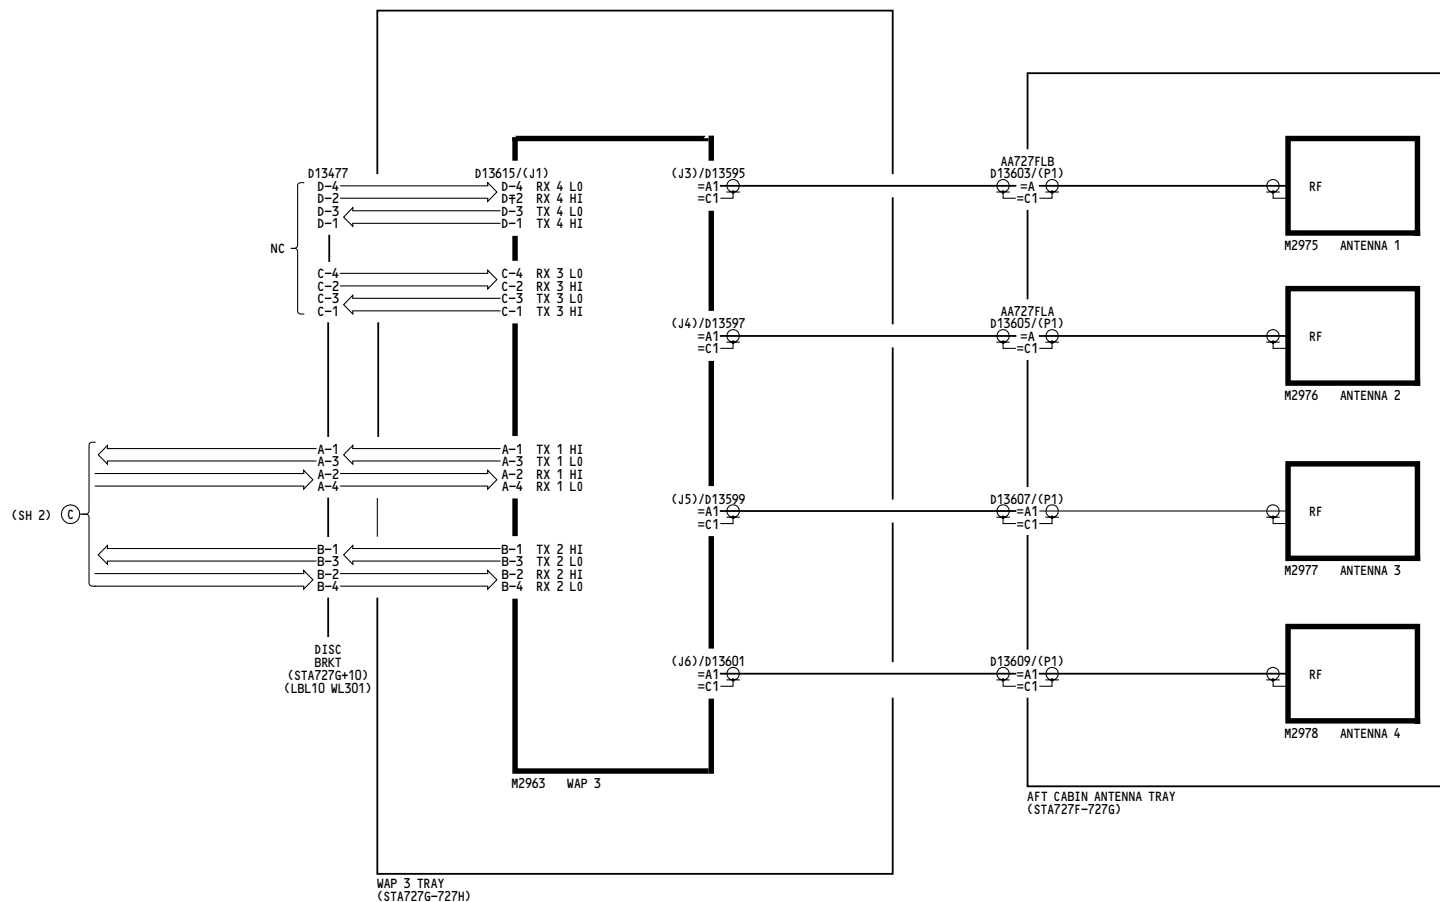 AA727FLB
D13477 D13615/(J1) (J3)/D13595 D13603/(P1)
D-4 D-4 RX 4 LO =A1 =A RF
D-2 D-2 RX 4 HI =C1 =C1
D-3 D-3 TX 4 LO
D-1 D-1 TX 4 HI
NC M2975 ANTENNA 1
C-4 C-4 RX 3 LO
C-2 C-2 RX 3 HI
C-3 C-3 TX 3 LO
C-1 C-1 TX 3 HI AA727FLA
(J4)/D13597 D13605/(P1)
=A1 =A RF
=C1 =C1
M2976 ANTENNA 2
A-1 A-1 TX 1 HI
A-3 A-3 TX 1 LO
A-2 A-2 RX 1 HI
A-4 A-4 RX 1 LO
(J5)/D13599 D13607/(P1)
(SH 2) C =A1 =A1 RF
=C1 =C1
B-1 B-1 TX 2 HI
B-3 B-3 TX 2 LO
B-2 B-2 RX 2 HI M2977 ANTENNA 3
B-4 B-4 RX 2 LO
DISC
BRKT (J6)/D13601 D13609/(P1)
(STA727G+10) =A1 =A1 RF
(LBL10 WL301) =C1 =C1
M2978 ANTENNA 4
M2963 WAP 3
AFT CABIN ANTENNA TRAY
(STA727F-727G)
WAP 3 TRAY
(STA727G-727H)